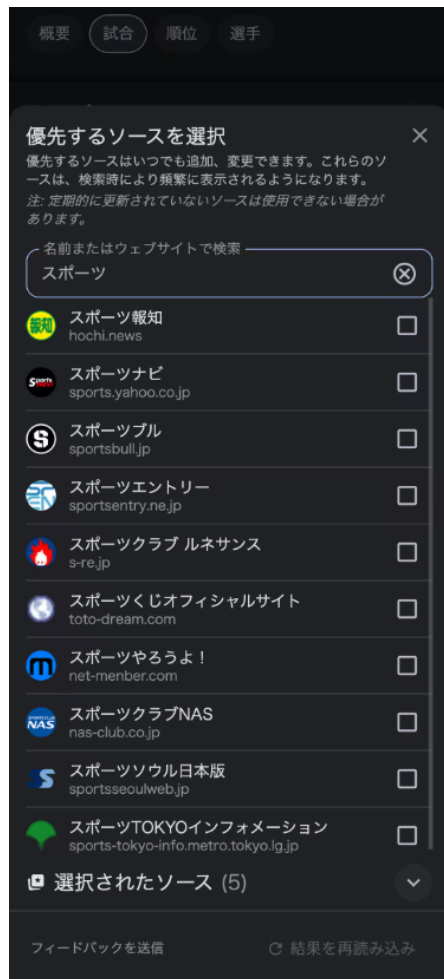 概要 試合 順位 選手
優先するソースを選択
優先するソースはいつでも追加、変更できます。これらのソ
ースは、検索時により頻繁に表示されるようになります。
注: 定期的に更新されていないソースは使用できない場合が
あります。
名前またはウェブサイトで検索
スポーツ
報知
スポーツ報知
hochi.news
Sports navi
スポーツナビ
sports.yahoo.co.jp
S
スポーツブル
sportsbull.jp
スポーツエントリー
sportsentry.ne.jp
スポーツクラブ ルネサンス
s-re.jp
スポーツくじオフィシャルサイト
toto-dream.com
m
スポーツやろうよ！
net-menber.com
SPORTSCLUB
NAS
スポーツクラブNAS
nas-club.co.jp
S
スポーツソウル日本版
sportsseoulweb.jp
スポーツTOKYOインフォメーション
sports-tokyo-info.metro.tokyo.lg.jp
選択されたソース (5)
フィードバックを送信 結果を再読み込み